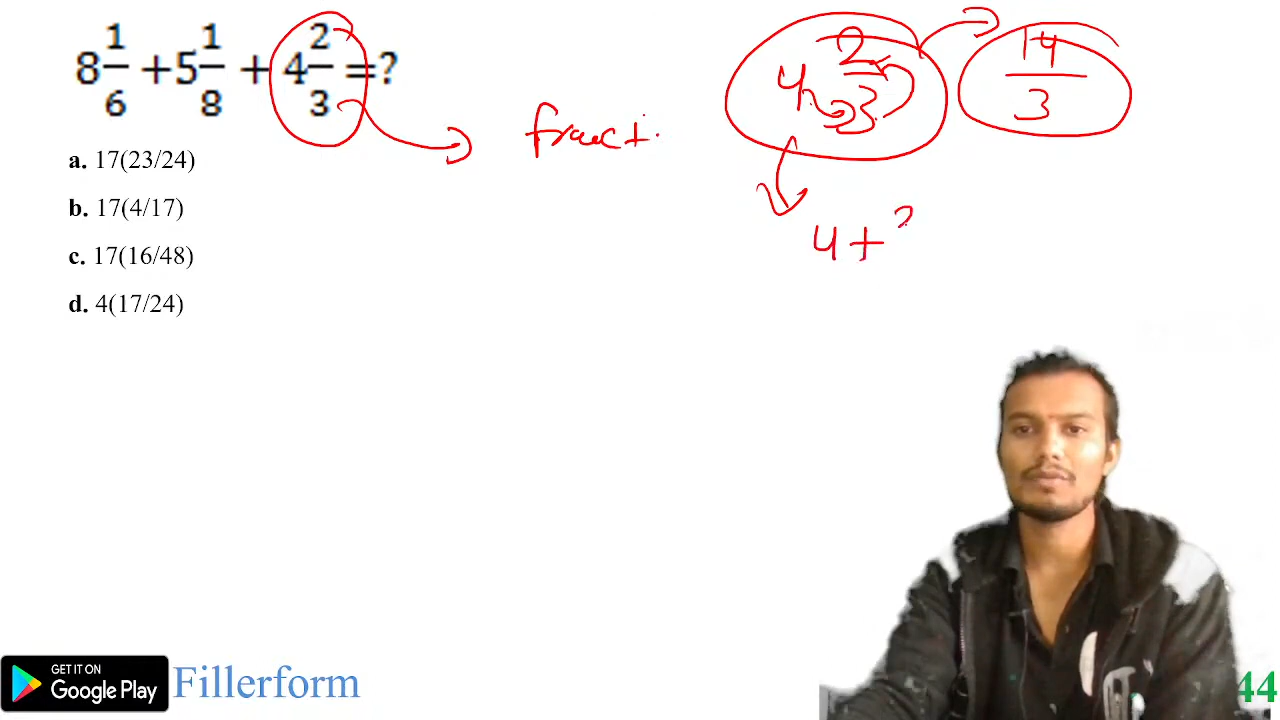 8 1/6 + 5 1/8 + 4 2/3 = ?
a. 17(23/24)
b. 17(4/17)
c. 17(16/48)
d. 4(17/24)
fract.
4 2/3
14/3
4 + 2
GET IT ON
Google Play
Fillerform
44